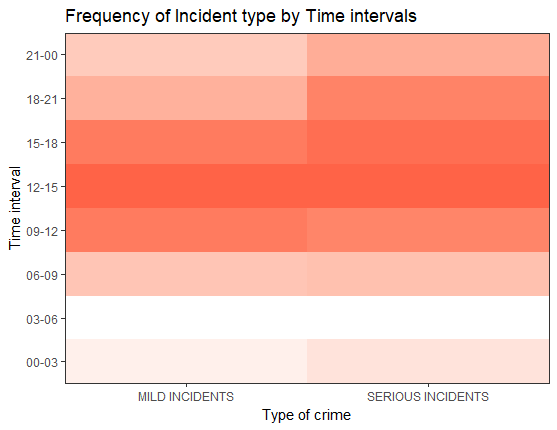 Frequency of Incident type by Time intervals
Time interval
21-00
18-21
15-18
12-15
09-12
06-09
03-06
00-03
MILD INCIDENTS SERIOUS INCIDENTS
Type of crime